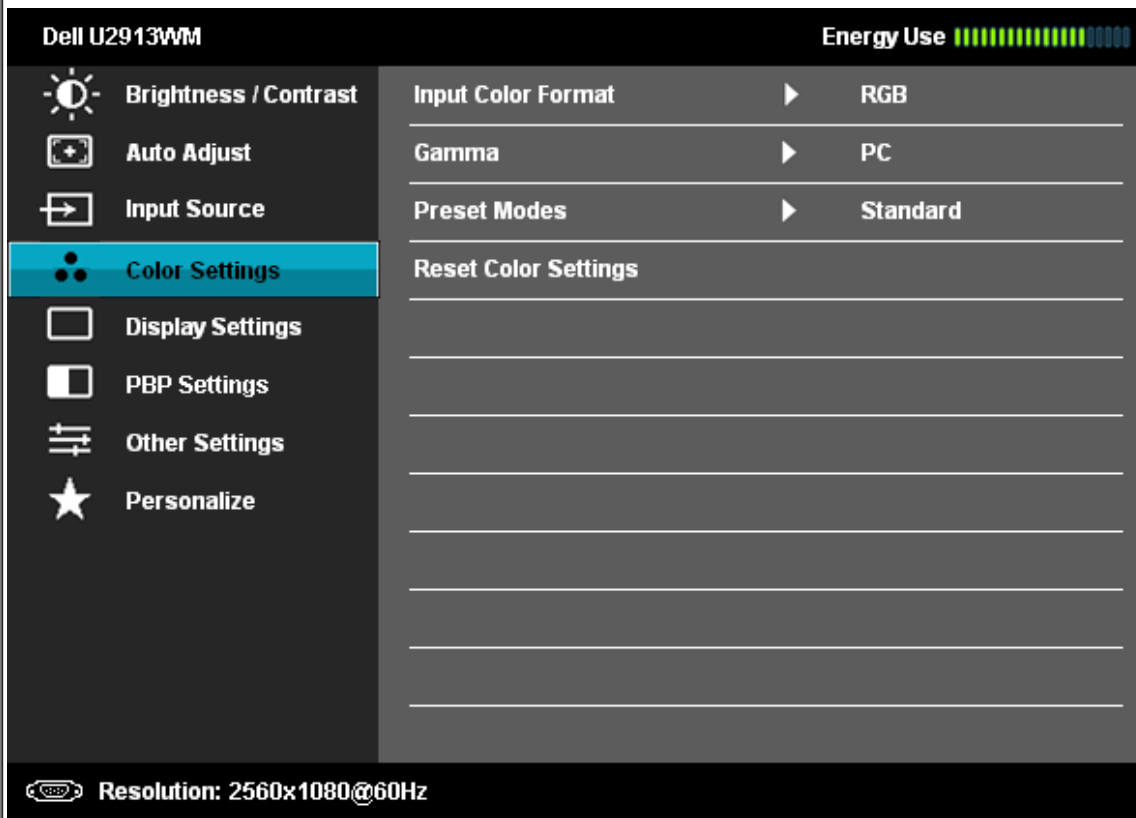 Dell U2913WM Energy Use
Brightness / Contrast Input Color Format RGB
Auto Adjust Gamma PC
Input Source Preset Modes Standard
Color Settings Reset Color Settings
Display Settings
PBP Settings
Other Settings
Personalize
Resolution: 2560x1080@60Hz